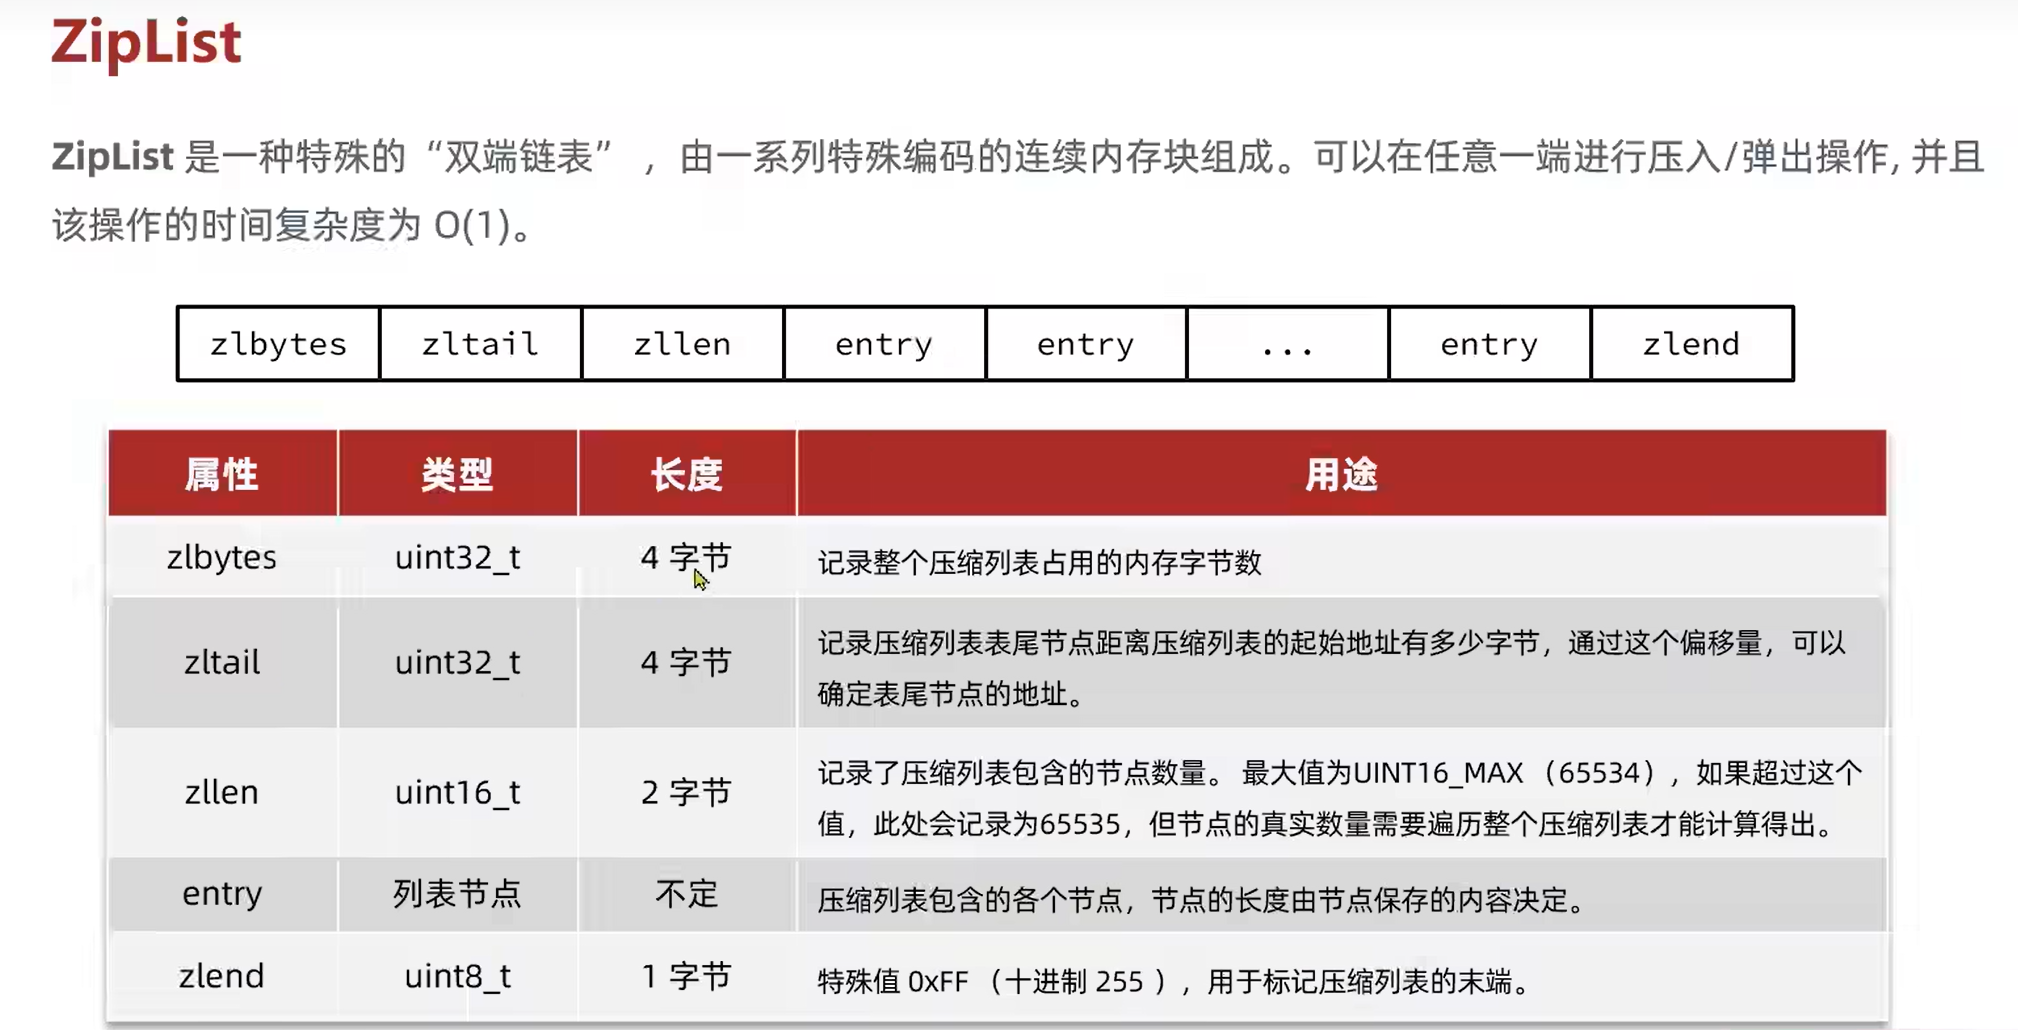 ZipList
ZipList 是一种特殊的“双端链表” ，由一系列特殊编码的连续内存块组成。可以在任意一端进行压入/弹出操作, 并且
该操作的时间复杂度为 O(1)。
zlbytes zltail zllen entry entry ... entry zlend
属性 类型 长度 用途
zlbytes uint32_t 4 字节 记录整个压缩列表占用的内存字节数
zltail uint32_t 4 字节 记录压缩列表表尾节点距离压缩列表的起始地址有多少字节，通过这个偏移量，可以
确定表尾节点的地址。
zllen uint16_t 2 字节 记录了压缩列表包含的节点数量。 最大值为UINT16_MAX （65534），如果超过这个
值，此处会记录为65535，但节点的真实数量需要遍历整个压缩列表才能计算得出。
entry 列表节点 不定 压缩列表包含的各个节点，节点的长度由节点保存的内容决定。
zlend uint8_t 1 字节 特殊值 0xFF （十进制 255 ），用于标记压缩列表的末端。